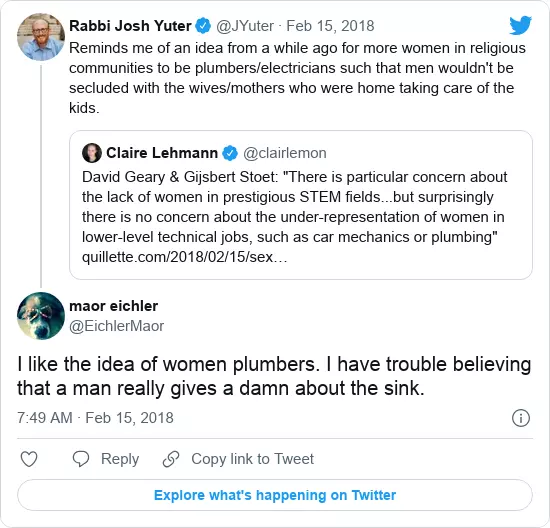 Rabbi Josh Yuter @JYuter · Feb 15, 2018
Reminds me of an idea from a while ago for more women in religious
communities to be plumbers/electricians such that men wouldn't be
secluded with the wives/mothers who were home taking care of the
kids.
Claire Lehmann @clairlemon
David Geary & Gijsbert Stoet: "There is particular concern about
the lack of women in prestigious STEM fields...but surprisingly
there is no concern about the under-representation of women in
lower-level technical jobs, such as car mechanics or plumbing"
quillette.com/2018/02/15/sex…
maor eichler
@EichlerMaor
I like the idea of women plumbers. I have trouble believing
that a man really gives a damn about the sink.
7:49 AM · Feb 15, 2018
Reply Copy link to Tweet
Explore what's happening on Twitter